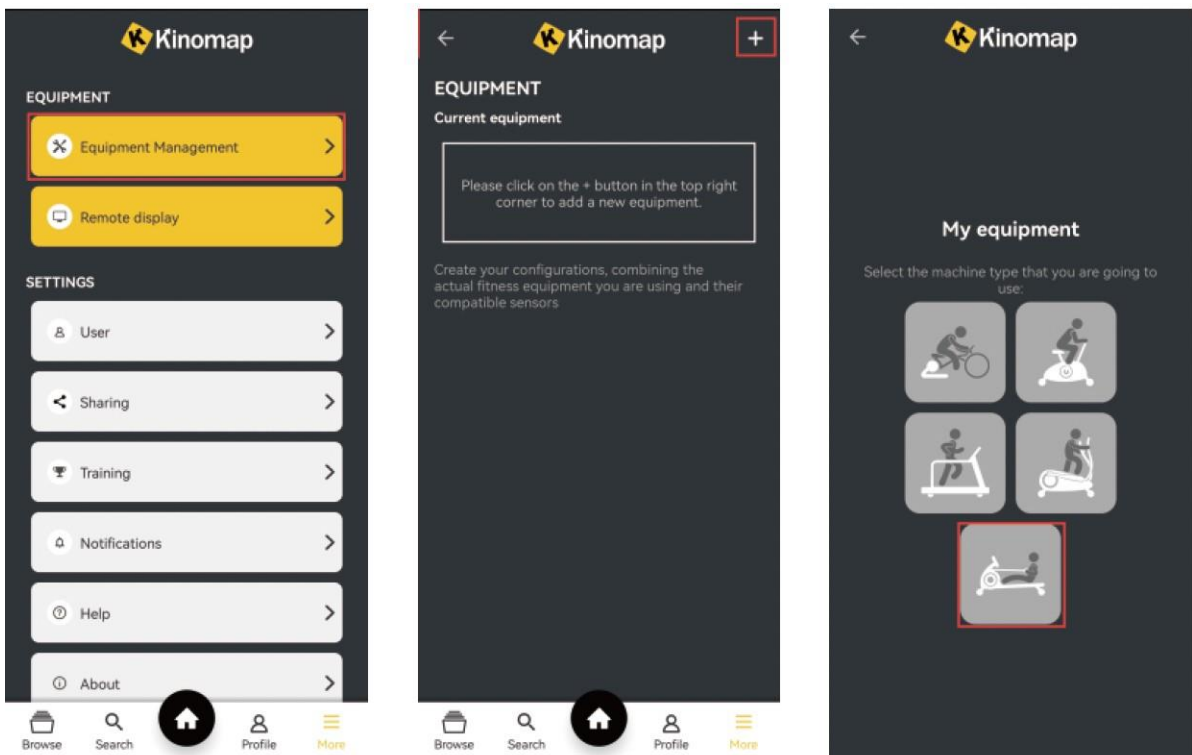 Kinomap
EQUIPMENT
Equipment Management
Remote display
SETTINGS
User
Sharing
Training
Notifications
Help
About
Browse
Search
Profile
More
Kinomap
EQUIPMENT
Current equipment
Please click on the + button in the top right
corner to add a new equipment.
Create your configurations, combining the
actual fitness equipment you are using and their
compatible sensors
Browse
Search
Profile
More
Kinomap
My equipment
Select the machine type that you are going to
use: